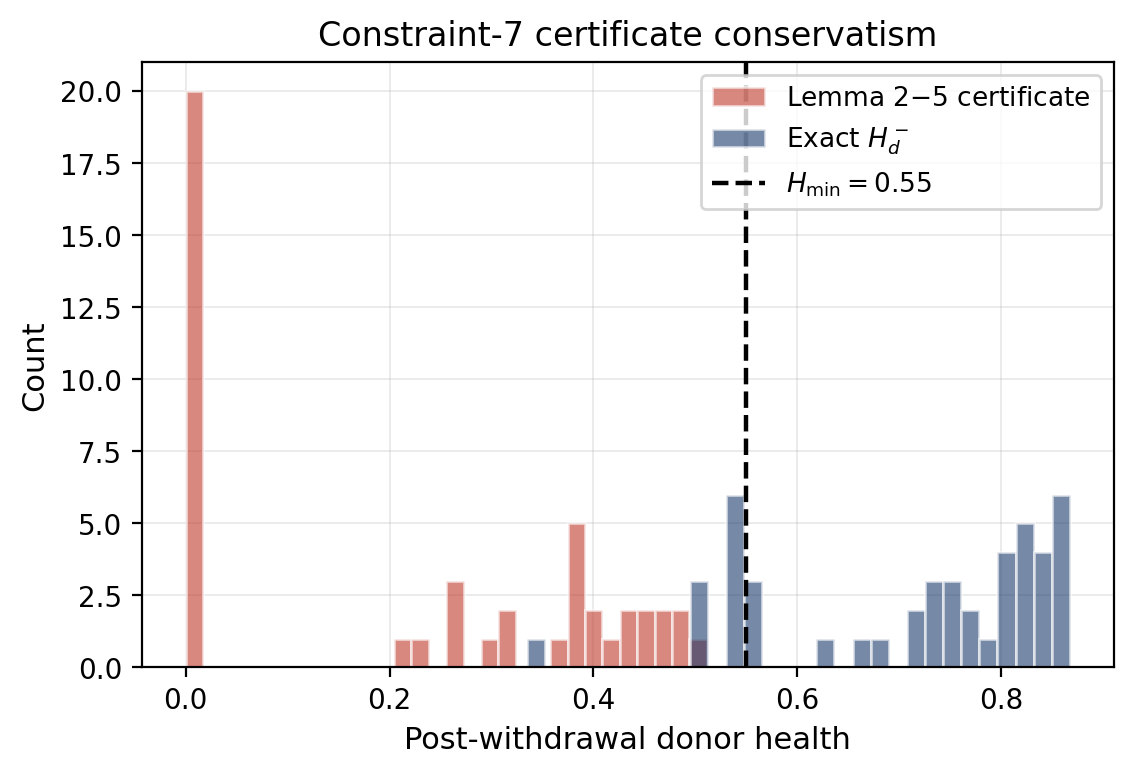 Constraint-7 certificate conservatism
20.0
17.5
15.0
12.5
10.0
7.5
5.0
2.5
0.0
Count
Lemma 2−5 certificate
Exact $H_d^-$
$H_{\min} = 0.55$
0.0 0.2 0.4 0.6 0.8
Post-withdrawal donor health